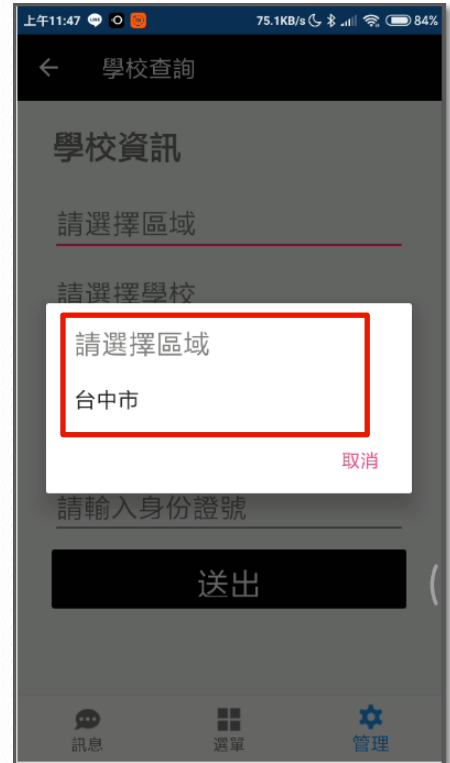 上午11:47 75.1KB/s 84%
學校查詢
學校資訊
請選擇區域
請選擇學校
請選擇區域
台中市
取消
請輸入身份證號
送出
訊息 選單 管理